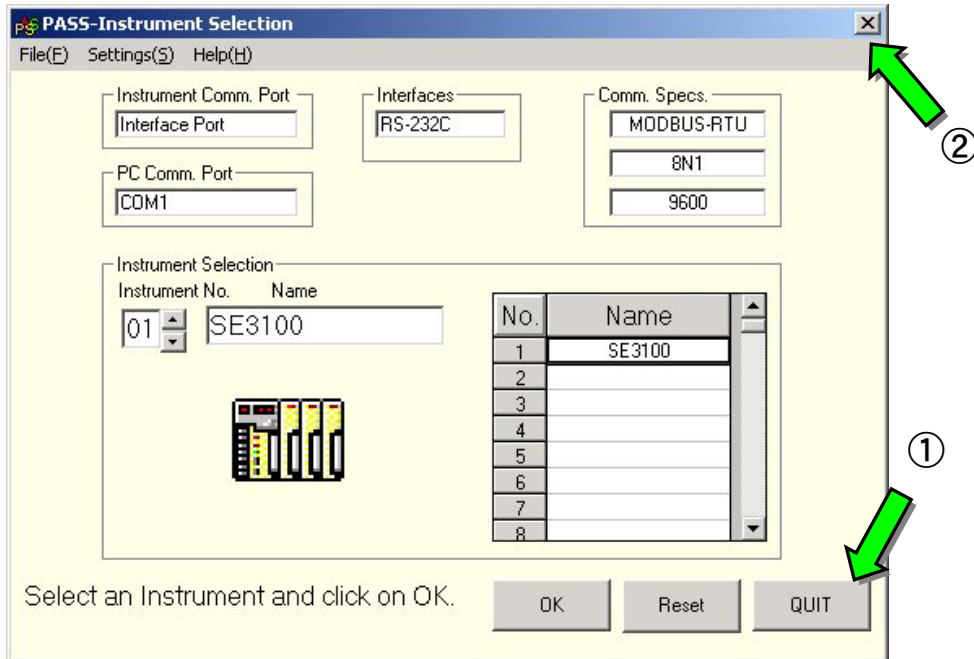 PASS-Instrument Selection
File(F) Settings(S) Help(H)
Instrument Comm. Port
Interface Port
Interfaces
RS-232C
Comm. Specs.
MODBUS-RTU
8N1
9600
②
PC Comm. Port
COM1
Instrument Selection
Instrument No. Name
01 SE3100
No. Name
1 SE3100
2
3
4
5
6
7
8
①
Select an Instrument and click on OK.
OK Reset QUIT